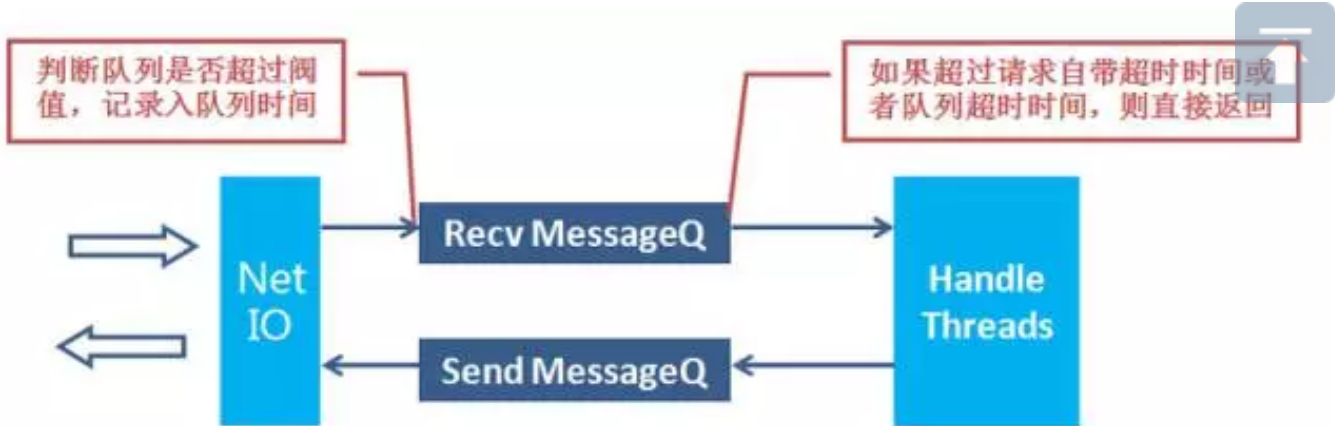 判断队列是否超过阀
值，记录入队列时间
如果超过请求自带超时时间或
者队列超时时间，则直接返回
Net
IO
Recv MessageQ
Send MessageQ
Handle
Threads